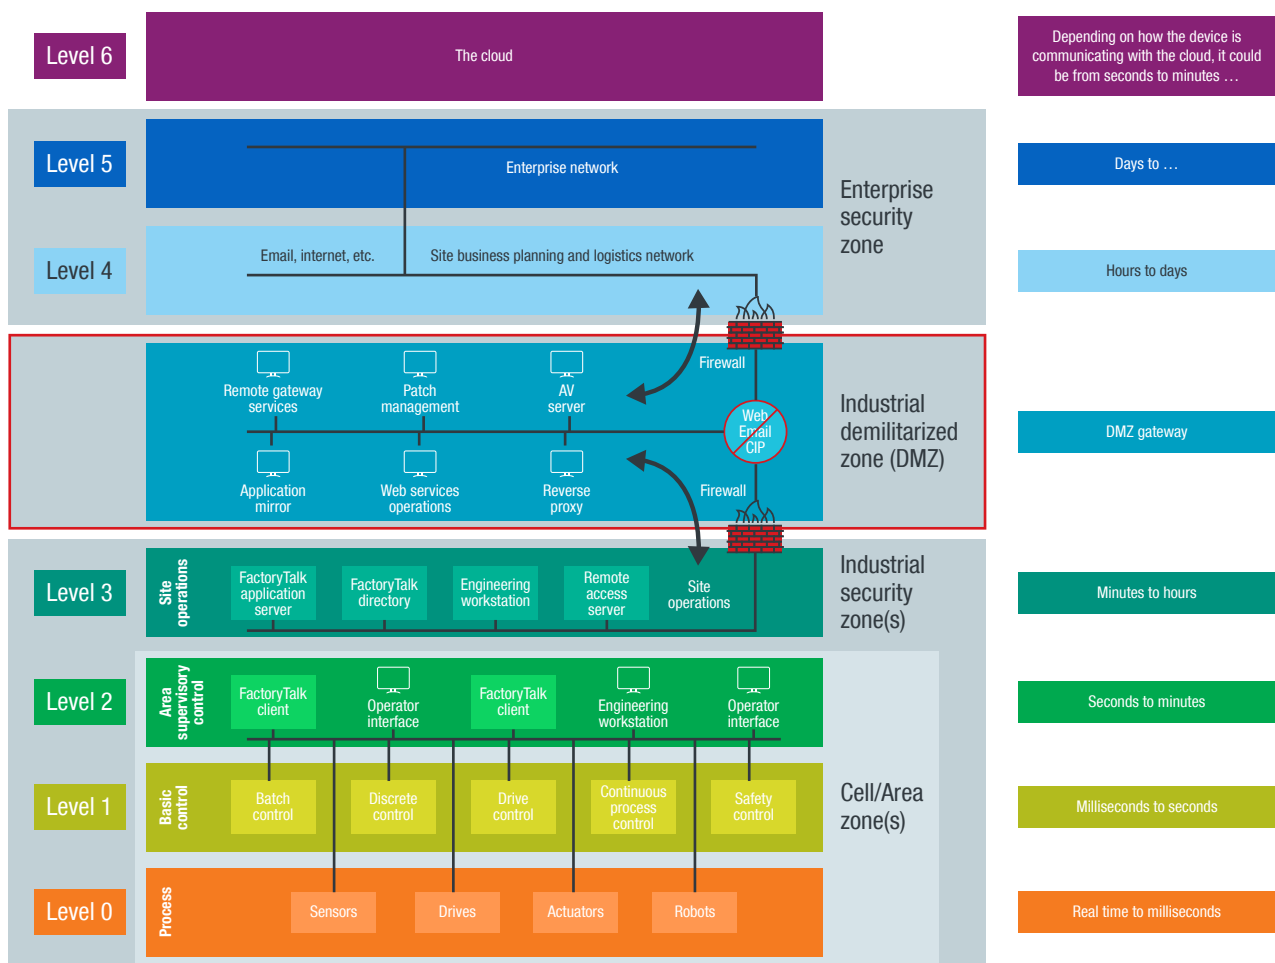 Level 6
The cloud
Depending on how the device is
communicating with the cloud, it could
be from seconds to minutes …
Level 5
Enterprise network
Days to …
Enterprise
security
zone
Level 4
Email, internet, etc.
Site business planning and logistics network
Hours to days
Firewall
Remote gateway
services
Patch
management
AV
server
Web
Email
CIP
Industrial
demilitarized
zone (DMZ)
DMZ gateway
Application
mirror
Web services
operations
Reverse
proxy
Firewall
Level 3
Site
operations
FactoryTalk
application
server
FactoryTalk
directory
Engineering
workstation
Remote
access
server
Site
operations
Industrial
security
zone(s)
Minutes to hours
Level 2
Area
supervisory
control
FactoryTalk
client
Operator
interface
FactoryTalk
client
Engineering
workstation
Operator
interface
Seconds to minutes
Level 1
Basic
control
Batch
control
Discrete
control
Drive
control
Continuous
process
control
Safety
control
Cell/Area
zone(s)
Milliseconds to seconds
Level 0
Process
Sensors
Drives
Actuators
Robots
Real time to milliseconds